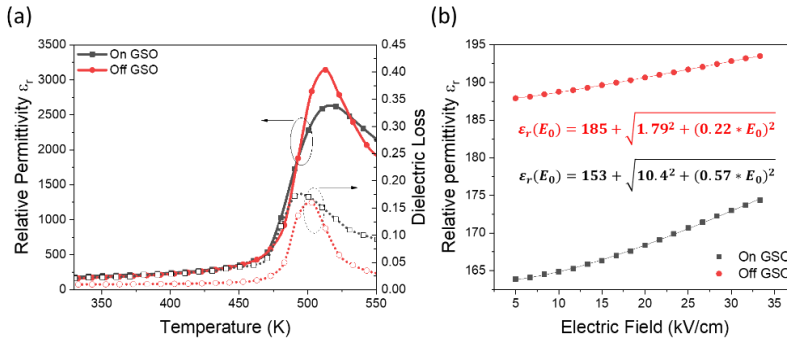 (a)
3500
3000
2500
2000
1500
1000
500
0
Relative Permittivity εr
On GSO
Off GSO
0.45
0.40
0.35
0.30
0.25
0.20
0.15
0.10
0.05
0.00
Dielectric Loss
350 400 450 500 550
Temperature (K)
(b)
195
190
185
180
175
170
165
Relative permittivity εr
εr(E0) = 185 + √1.79² + (0.22 * E0)²
εr(E0) = 153 + √10.4² + (0.57 * E0)²
On GSO
Off GSO
5 10 15 20 25 30 35
Electric Field (kV/cm)